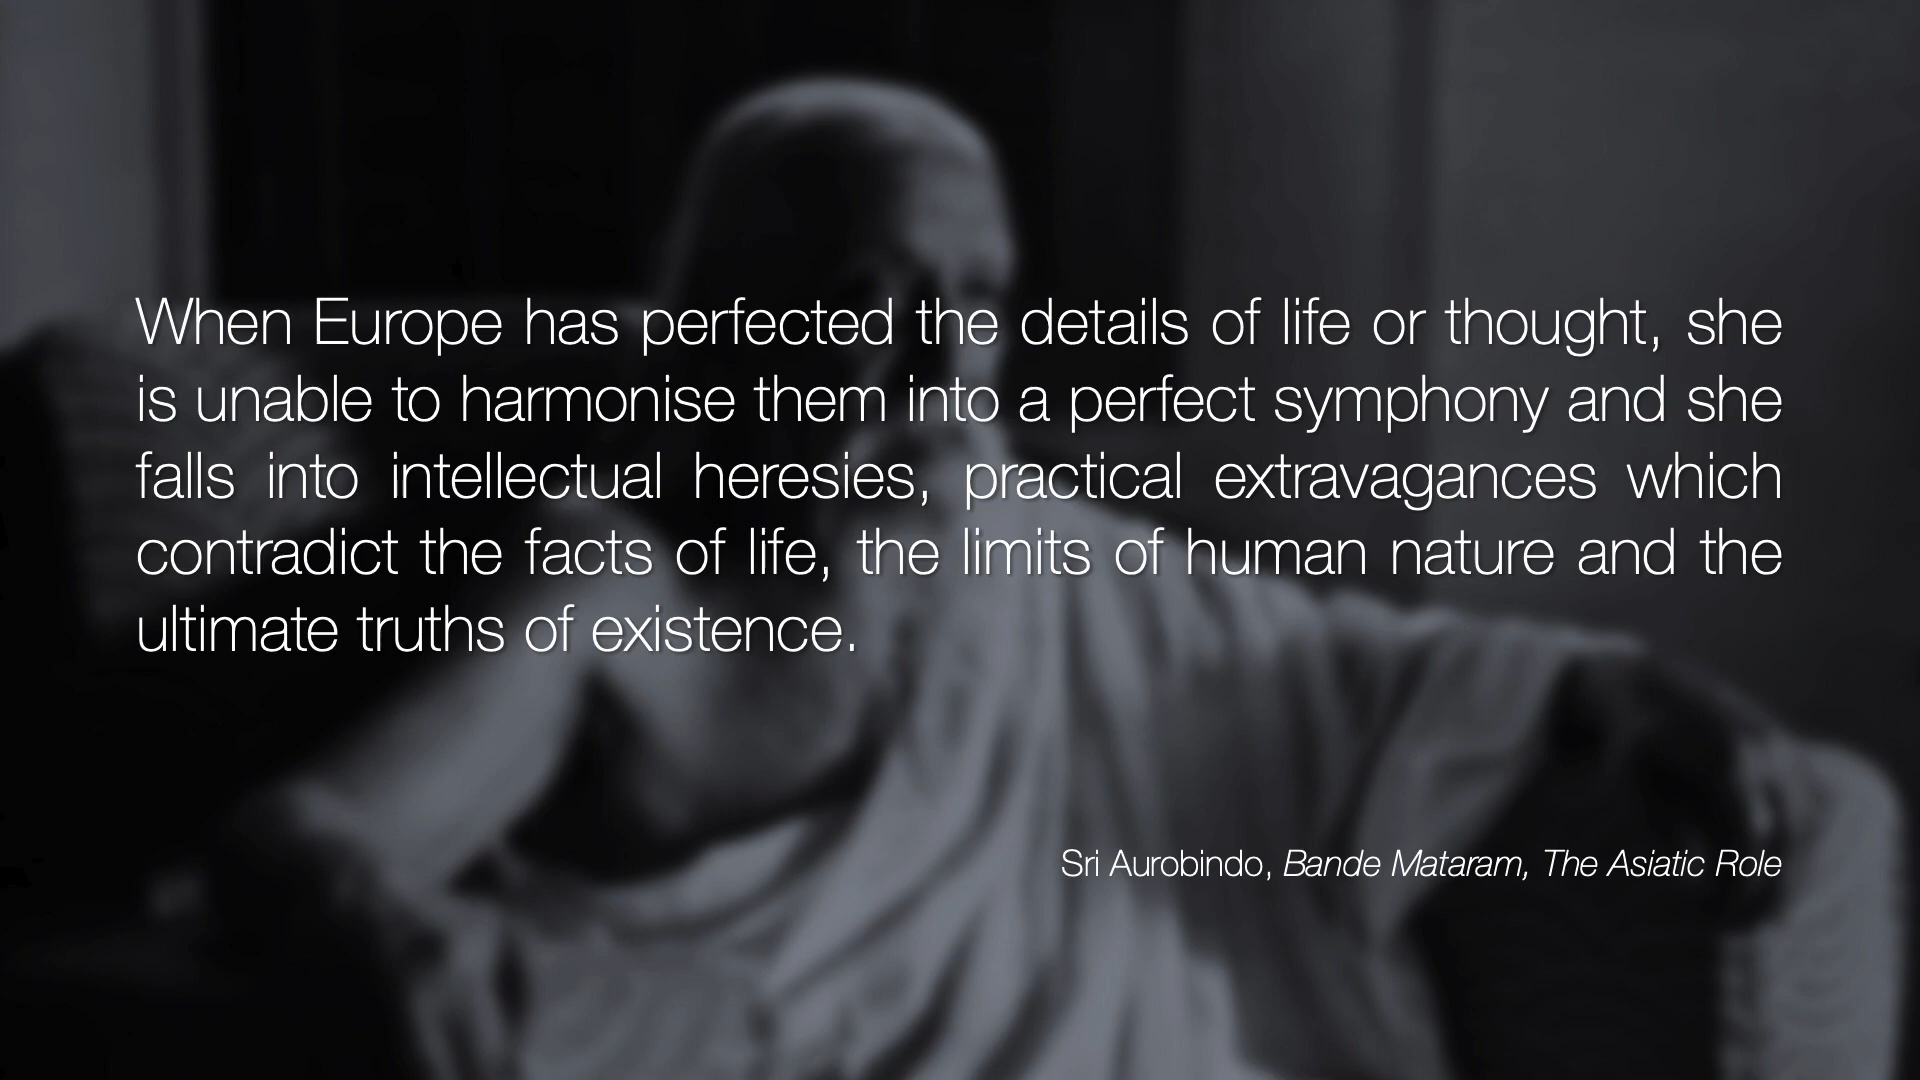 When Europe has perfected the details of life or thought, she
is unable to harmonise them into a perfect symphony and she
falls into intellectual heresies, practical extravagances which
contradict the facts of life, the limits of human nature and the
ultimate truths of existence.
Sri Aurobindo, Bande Mataram, The Asiatic Role